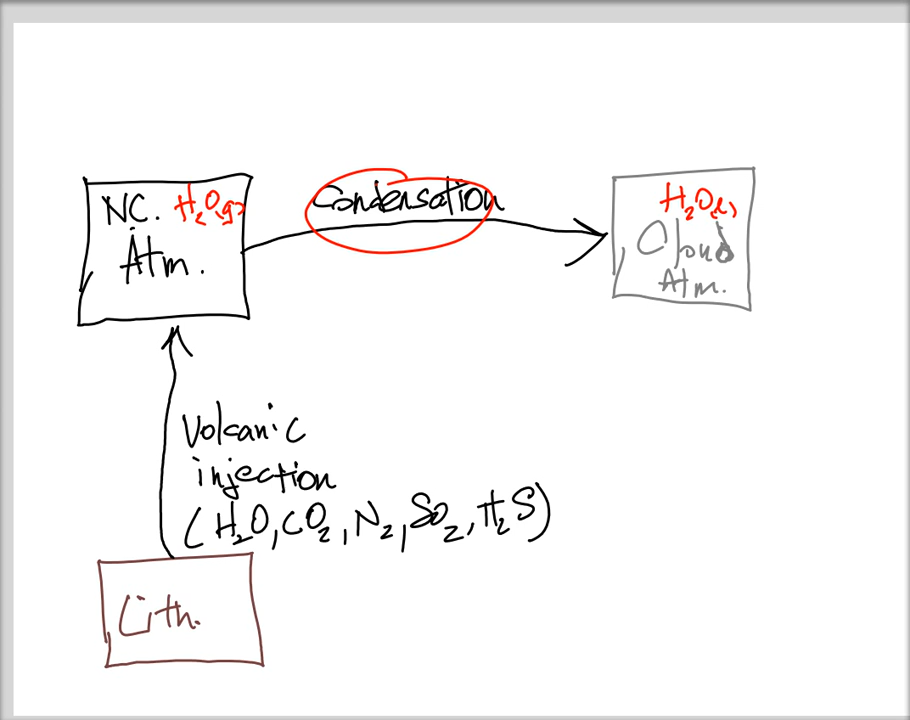 NC. H₂O(g)
Atm.
Condensation
H₂O(l)
Cloud
Atm.
Volcanic
injection
(H₂O, CO₂, N₂, SO₂, H₂S)
Lith.